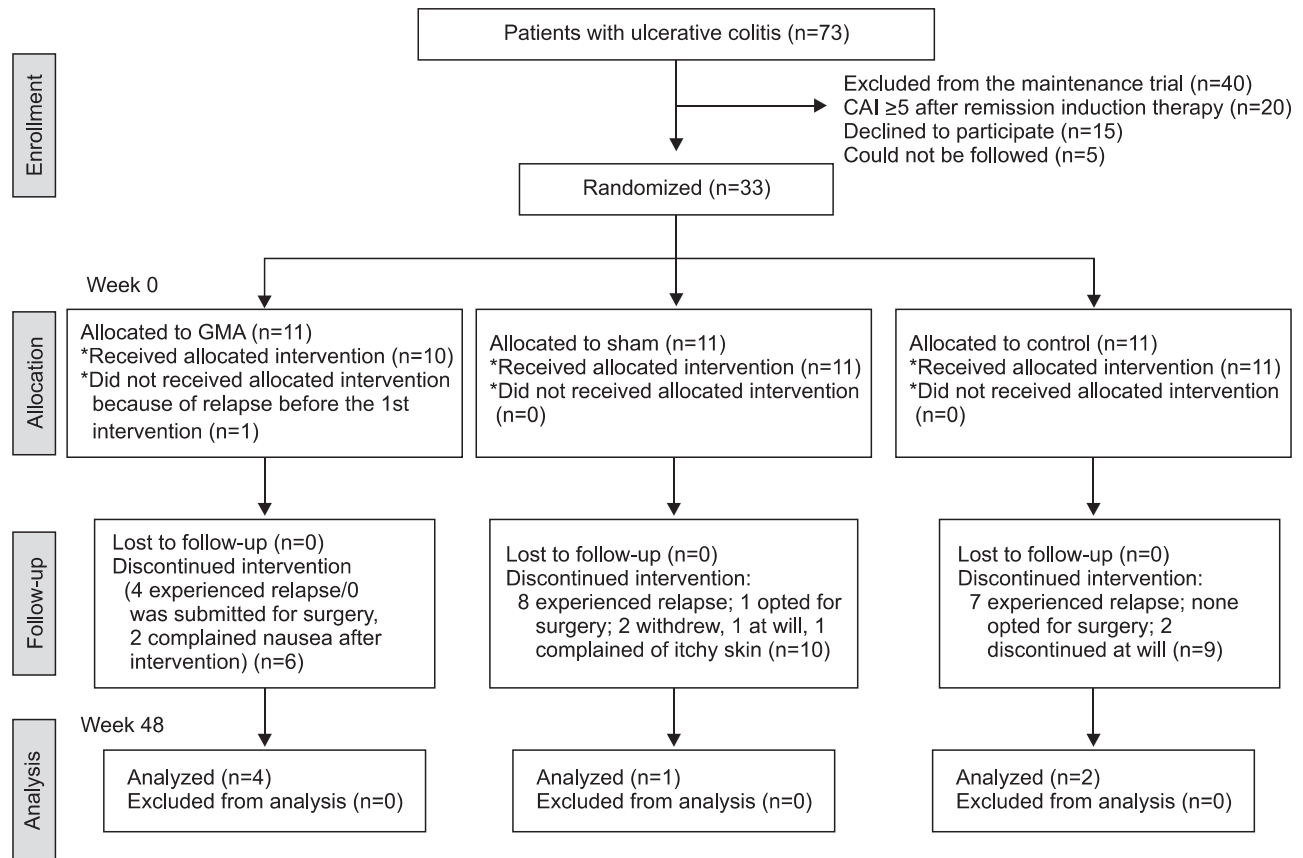 Patients with ulcerative colitis (n=73)
Enrollment
Excluded from the maintenance trial (n=40)
CAI ≥5 after remission induction therapy (n=20)
Declined to participate (n=15)
Could not be followed (n=5)
Randomized (n=33)
Week 0
Allocation
Allocated to GMA (n=11)
*Received allocated intervention (n=10)
*Did not received allocated intervention
because of relapse before the 1st
intervention (n=1)
Allocated to sham (n=11)
*Received allocated intervention (n=11)
*Did not received allocated intervention
(n=0)
Allocated to control (n=11)
*Received allocated intervention (n=11)
*Did not received allocated intervention
(n=0)
Follow-up
Lost to follow-up (n=0)
Discontinued intervention
(4 experienced relapse/0
was submitted for surgery,
2 complained nausea after
intervention) (n=6)
Lost to follow-up (n=0)
Discontinued intervention:
8 experienced relapse; 1 opted for
surgery; 2 withdrew, 1 at will, 1
complained of itchy skin (n=10)
Lost to follow-up (n=0)
Discontinued intervention:
7 experienced relapse; none
opted for surgery; 2
discontinued at will (n=9)
Week 48
Analysis
Analyzed (n=4)
Excluded from analysis (n=0)
Analyzed (n=1)
Excluded from analysis (n=0)
Analyzed (n=2)
Excluded from analysis (n=0)